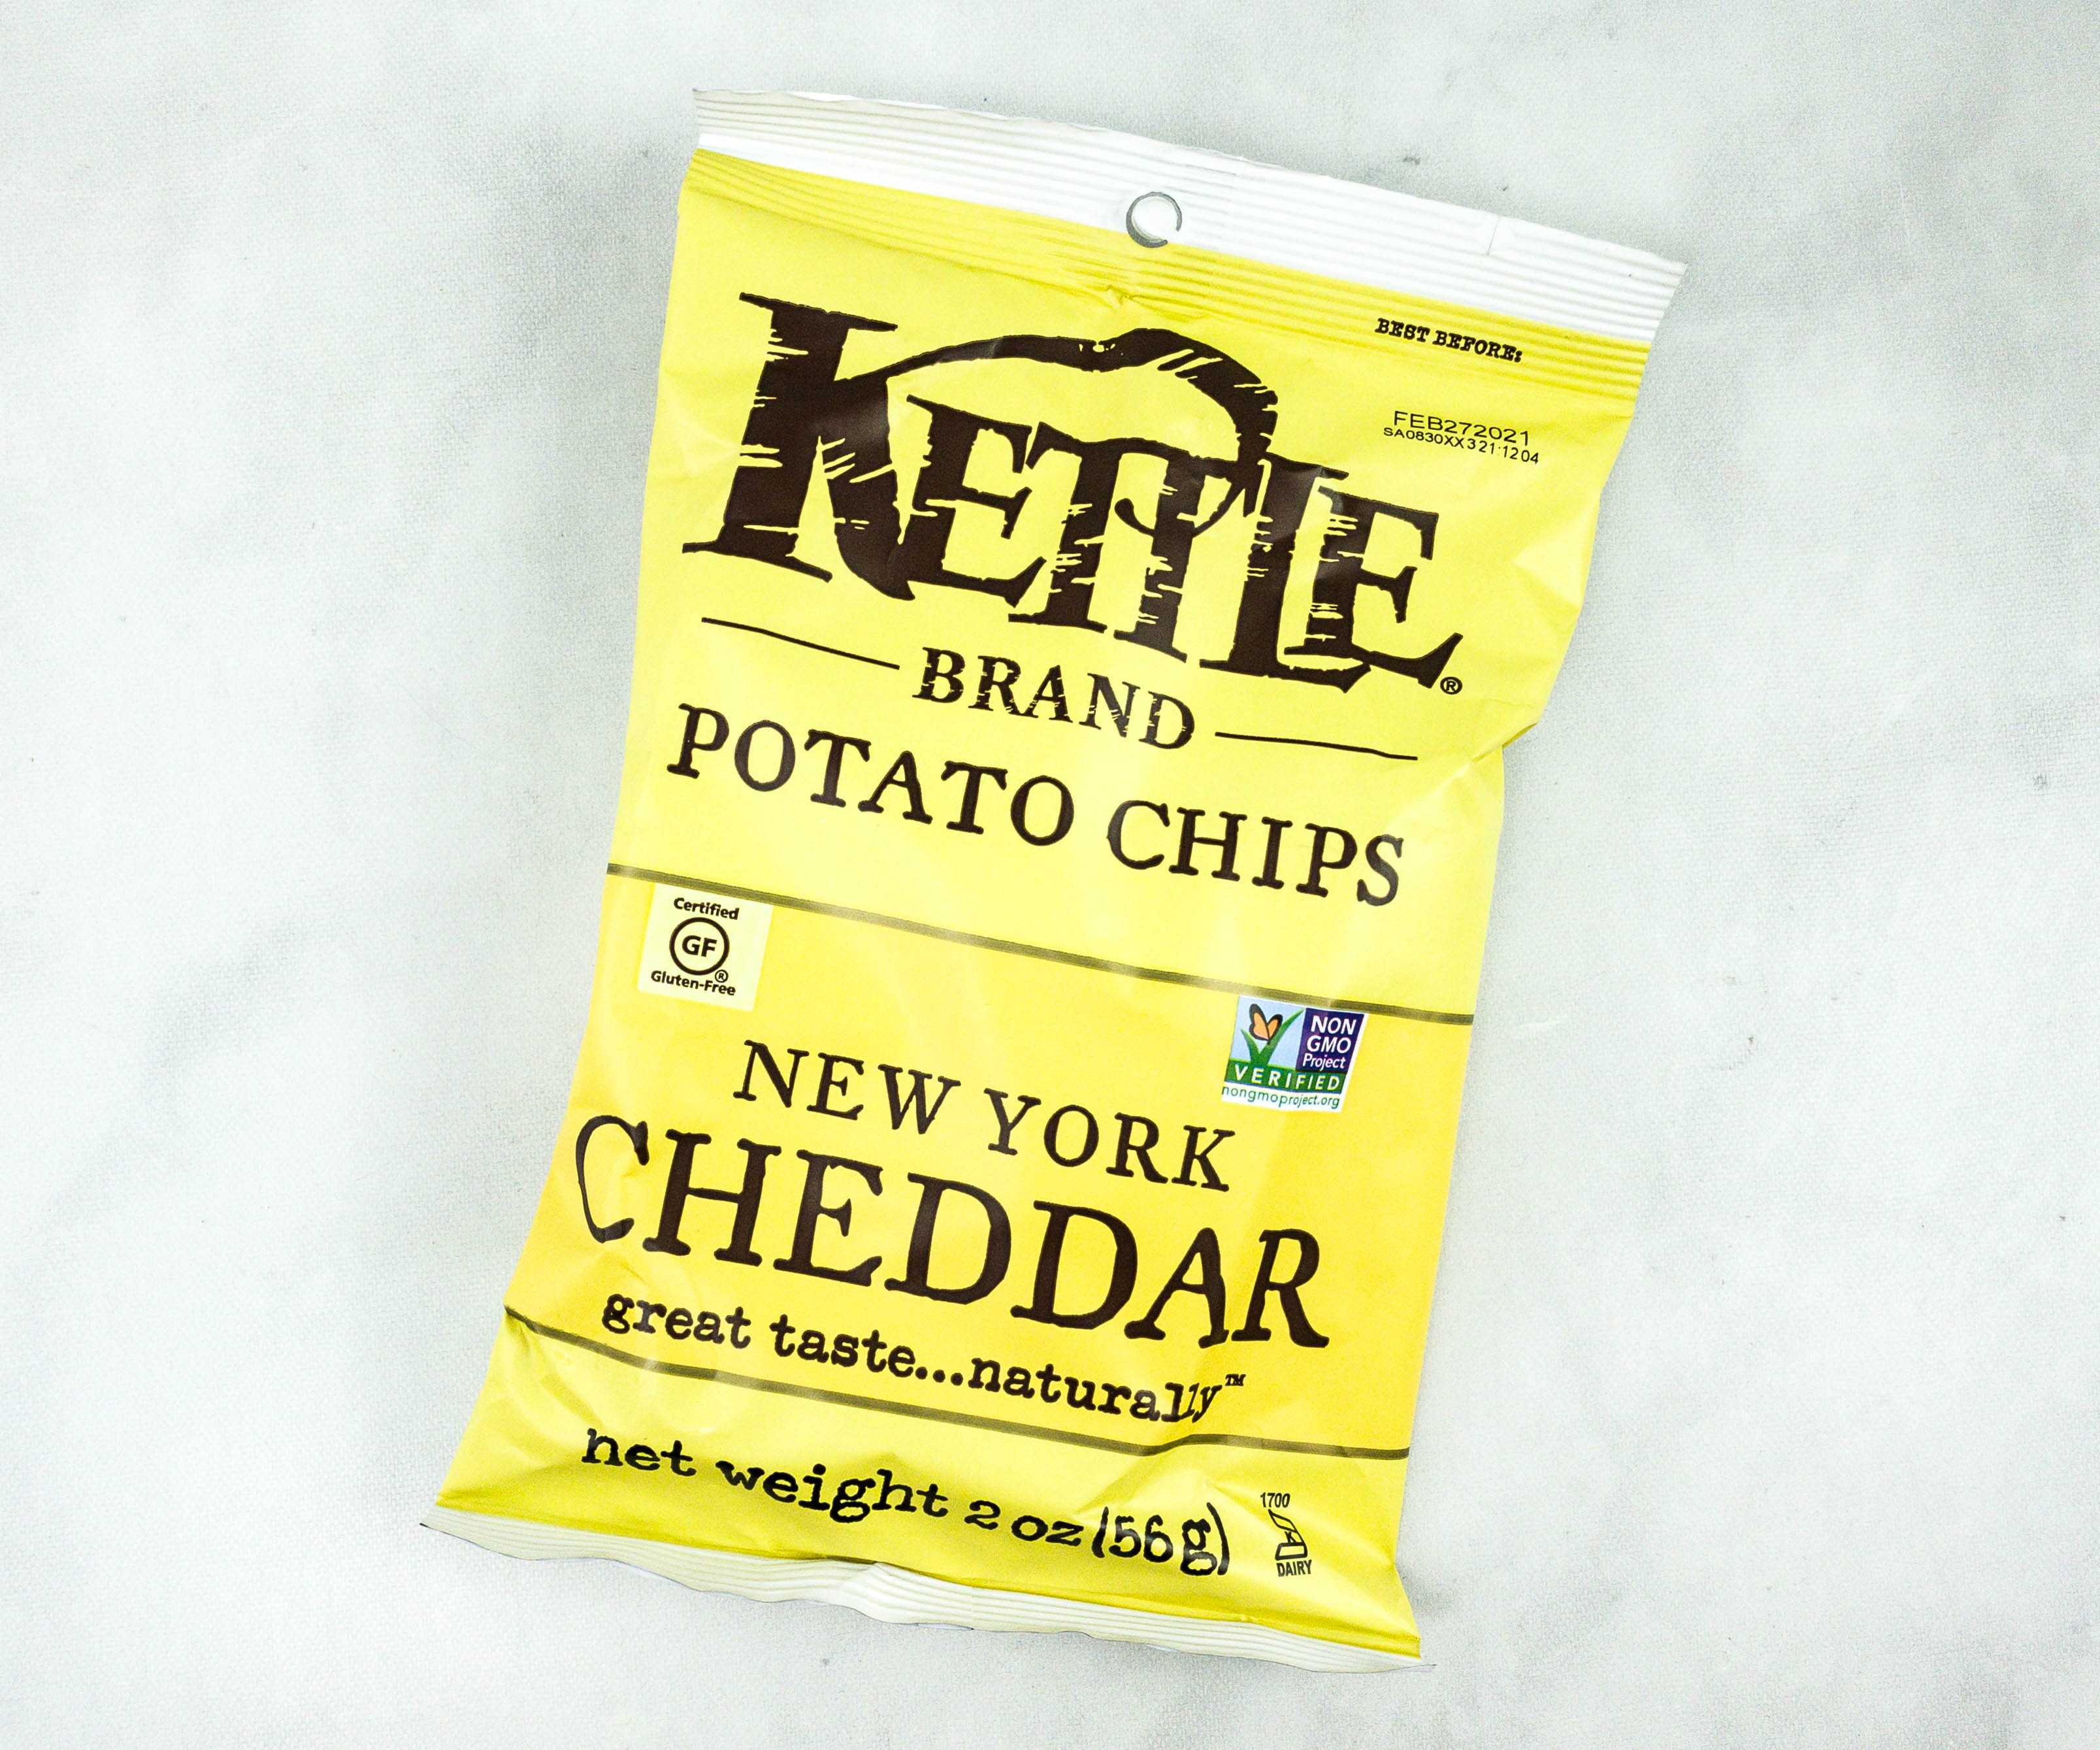 BEST BEFORE:
FEB272021
SA0830XX321:1204
KETTLE®
BRAND
POTATO CHIPS
Certified
GF®
Gluten-Free
NON
GMO
Project
VERIFIED
nongmoproject.org
NEW YORK
CHEDDAR
great taste...naturally™
net weight 2 oz (56g)
1700
K
DAIRY